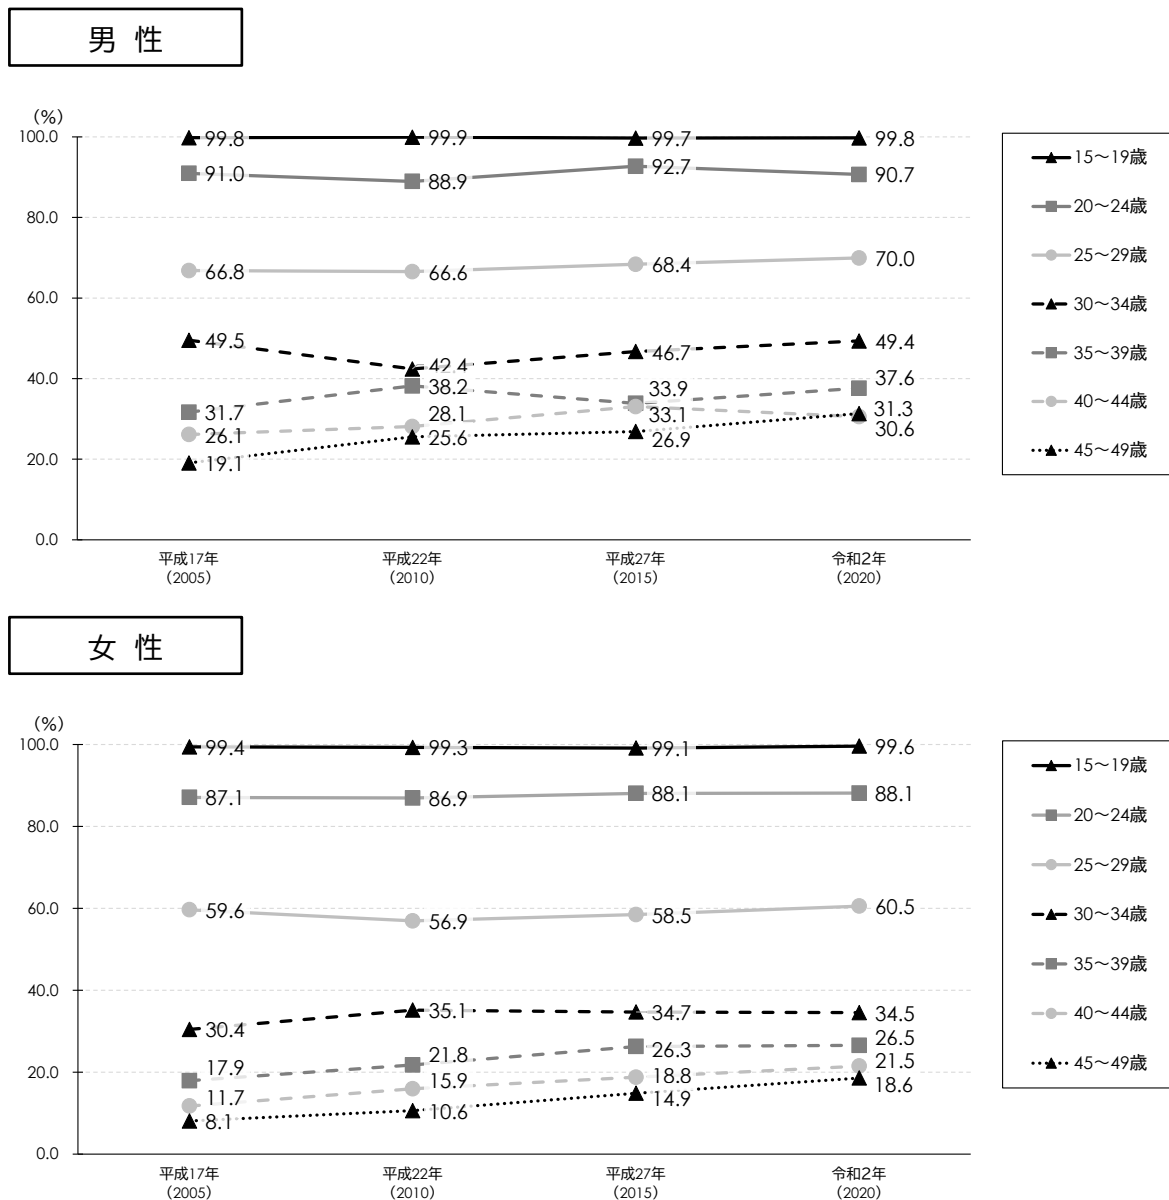 男 性
(%)
100.0
80.0
60.0
40.0
20.0
0.0
99.8 99.9 99.7 99.8
91.0 88.9 92.7 90.7
66.8 66.6 68.4 70.0
49.5 42.4 46.7 49.4
31.7 38.2 33.9 37.6
26.1 28.1 33.1 30.6
19.1 25.6 26.9 31.3
平成17年 平成22年 平成27年 令和2年
（2005） （2010） （2015） （2020）
15～19歳
20～24歳
25～29歳
30～34歳
35～39歳
40～44歳
45～49歳
女 性
(%)
100.0
80.0
60.0
40.0
20.0
0.0
99.4 99.3 99.1 99.6
87.1 86.9 88.1 88.1
59.6 56.9 58.5 60.5
30.4 35.1 34.7 34.5
17.9 21.8 26.3 26.5
11.7 15.9 18.8 21.5
8.1 10.6 14.9 18.6
平成17年 平成22年 平成27年 令和2年
（2005） （2010） （2015） （2020）
15～19歳
20～24歳
25～29歳
30～34歳
35～39歳
40～44歳
45～49歳